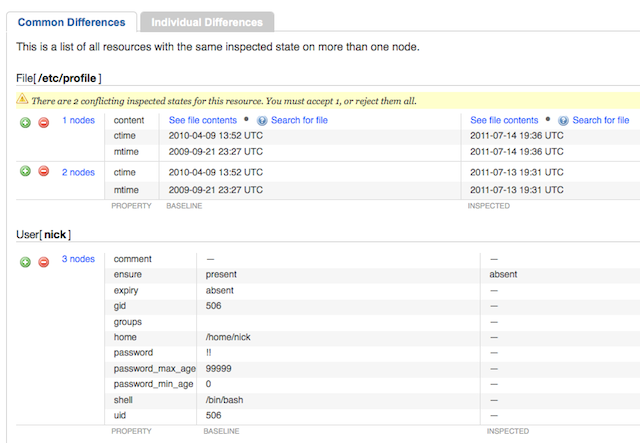 Common Differences Individual Differences
This is a list of all resources with the same inspected state on more than one node.
File[ /etc/profile ]
There are 2 conflicting inspected states for this resource. You must accept 1, or reject them all.
1 nodes content See file contents • Search for file See file contents • Search for file
ctime 2010-04-09 13:52 UTC 2011-07-14 19:36 UTC
mtime 2009-09-21 23:27 UTC 2011-07-14 19:36 UTC
2 nodes ctime 2010-04-09 13:52 UTC 2011-07-13 19:31 UTC
mtime 2009-09-21 23:27 UTC 2011-07-13 19:31 UTC
PROPERTY BASELINE INSPECTED
User[ nick ]
3 nodes comment — —
ensure present absent
expiry absent —
gid 506 —
groups —
home /home/nick —
password !! —
password_max_age 99999 —
password_min_age 0 —
shell /bin/bash —
uid 506 —
PROPERTY BASELINE INSPECTED